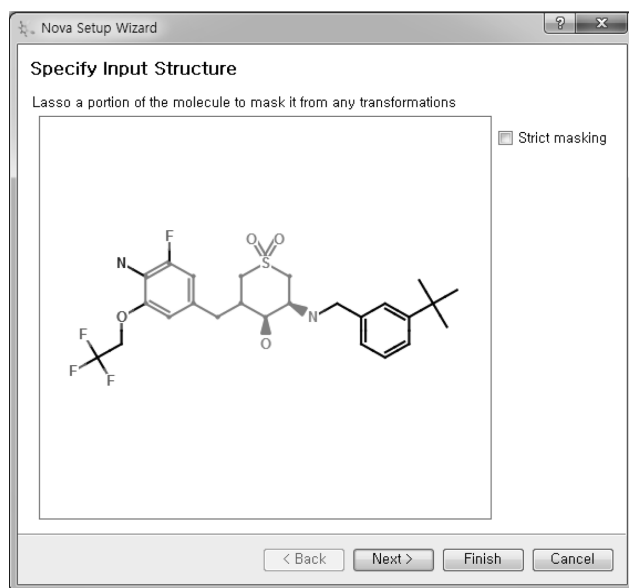 Nova Setup Wizard
?
X
Specify Input Structure
Lasso a portion of the molecule to mask it from any transformations
Strict masking
F
O O
S
N
O
N
F
O
F
F
< Back Next > Finish Cancel